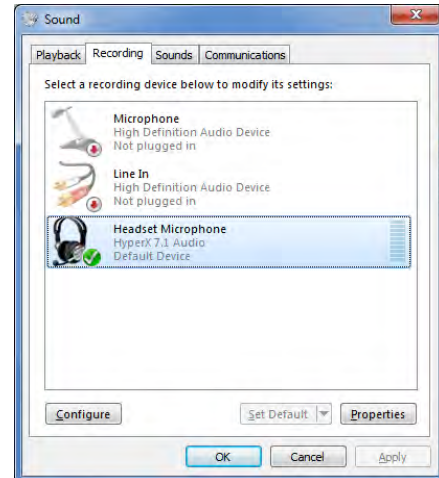 Sound
Playback Recording Sounds Communications
Select a recording device below to modify its settings:
Microphone
High Definition Audio Device
Not plugged in
Line In
High Definition Audio Device
Not plugged in
Headset Microphone
HyperX 7.1 Audio
Default Device
Configure Set Default Properties
OK Cancel Apply